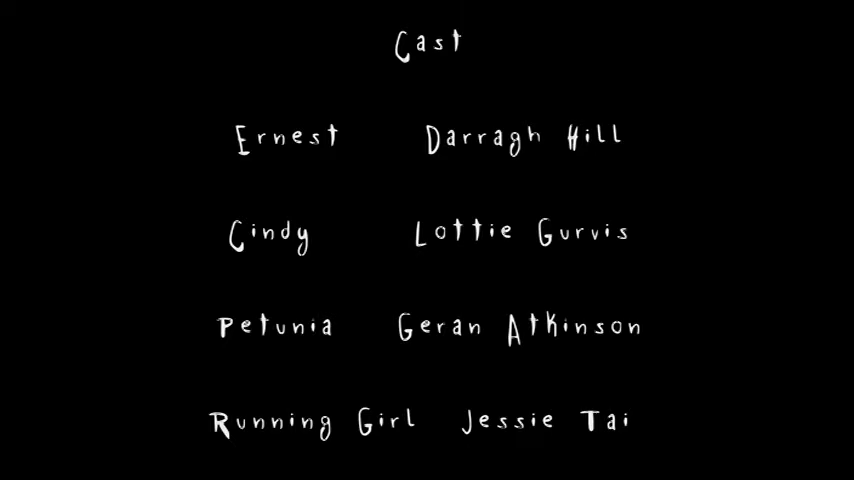 Cast
Ernest Darragh Hill
Cindy Lottie Gurvis
Petunia Geran Atkinson
Running Girl Jessie Tai